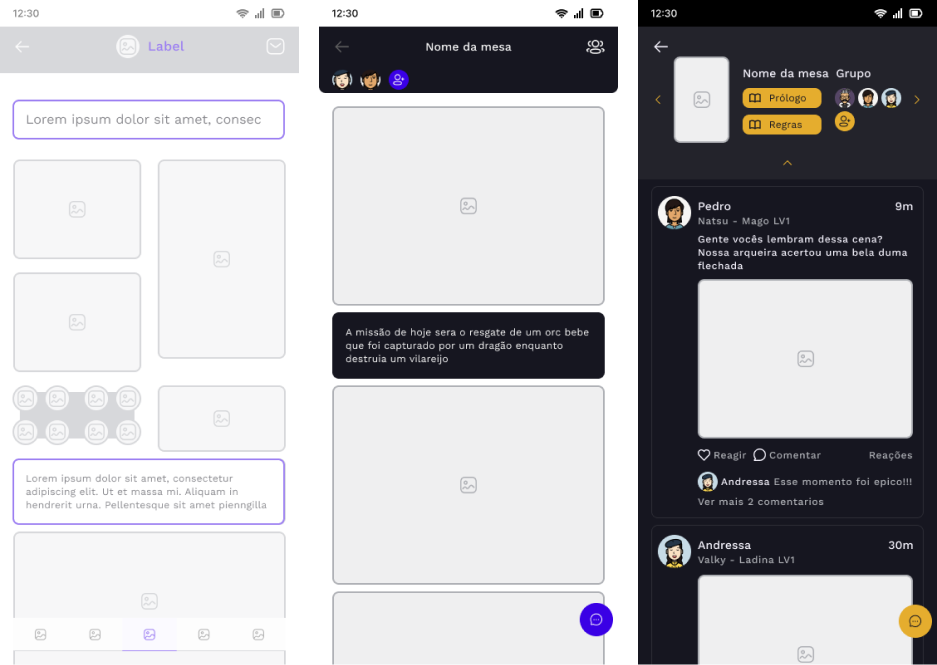 12:30
Label
Lorem ipsum dolor sit amet, consec
Lorem ipsum dolor sit amet, consectetur
adipiscing elit. Ut et massa mi. Aliquam in
hendrerit urna. Pellentesque sit amet pienngilla
12:30
Nome da mesa
A missão de hoje sera o resgate de um orc bebe
que foi capturado por um dragão enquanto
destruia um vilareijo
12:30
Nome da mesa Grupo
Prólogo
Regras
Pedro 9m
Natsu - Mago LV1
Gente vocês lembram dessa cena?
Nossa arqueira acertou uma bela duma
flechada
Reagir Comentar Reações
Andressa Esse momento foi epico!!!
Ver mais 2 comentarios
Andressa 30m
Valky - Ladina LV1